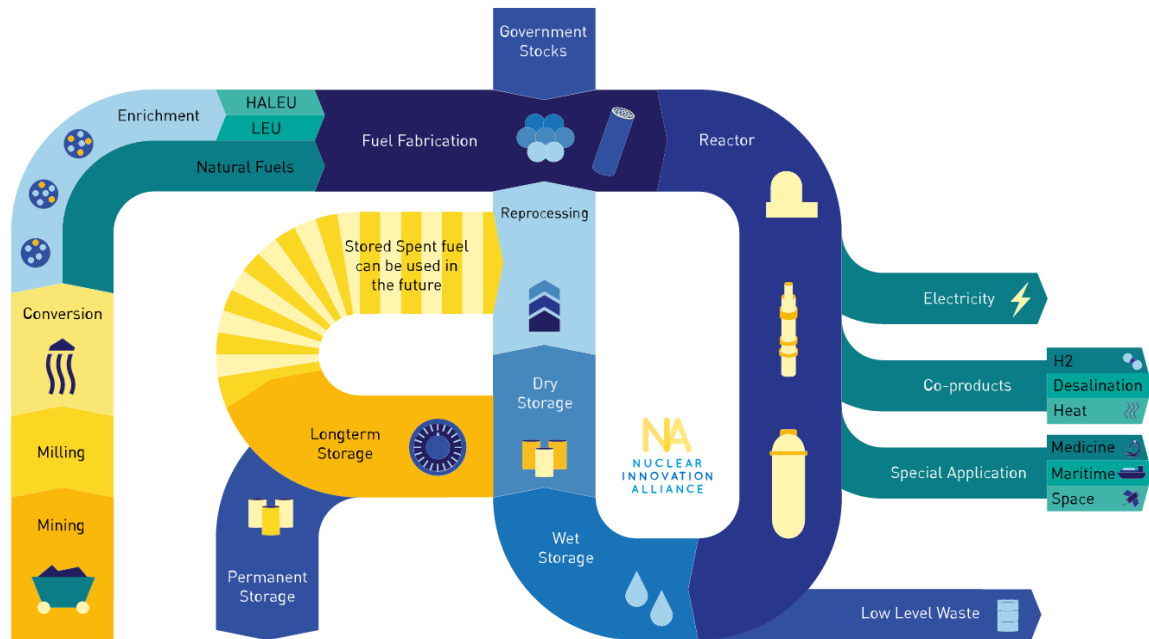 Government
Stocks
Enrichment
HALEU
LEU
Natural Fuels
Fuel Fabrication
Reactor
Reprocessing
Stored Spent fuel
can be used in
the future
Conversion
Electricity
Dry
Storage
Co-products
H2
Desalination
Heat
Longterm
Storage
Milling
NIA
NUCLEAR
INNOVATION
ALLIANCE
Special Application
Medicine
Maritime
Space
Mining
Wet
Storage
Permanent
Storage
Low Level Waste